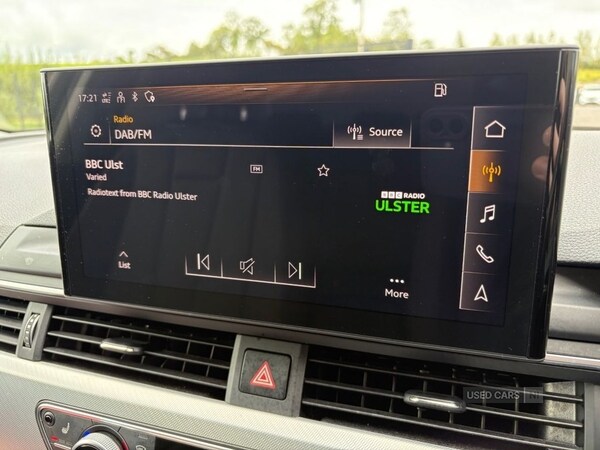 17:21
Radio
DAB/FM
Source
BBC Ulst
FM
Varied
Radiotext from BBC Radio Ulster
BBC RADIO
ULSTER
List
More
USED CARS NI